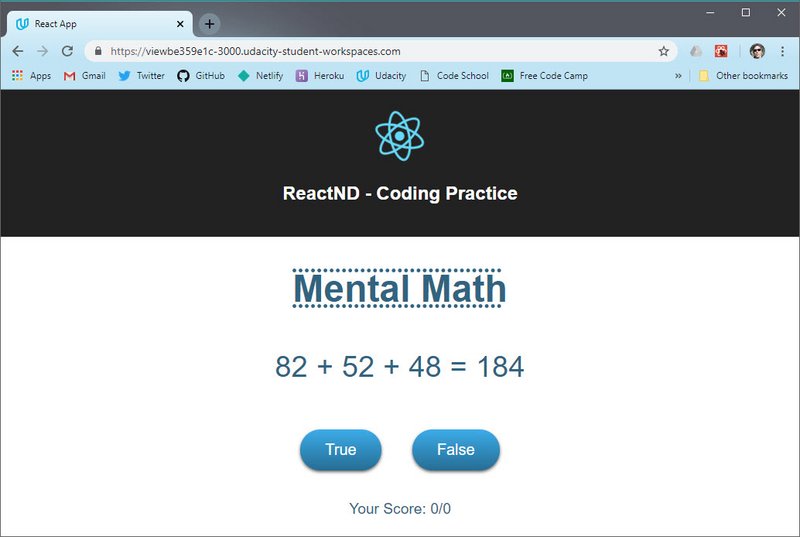 React App
https://viewbe359e1c-3000.udacity-student-workspaces.com
Apps Gmail Twitter GitHub Netlify Heroku Udacity Code School Free Code Camp » Other bookmarks
ReactND - Coding Practice
Mental Math
82 + 52 + 48 = 184
True False
Your Score: 0/0